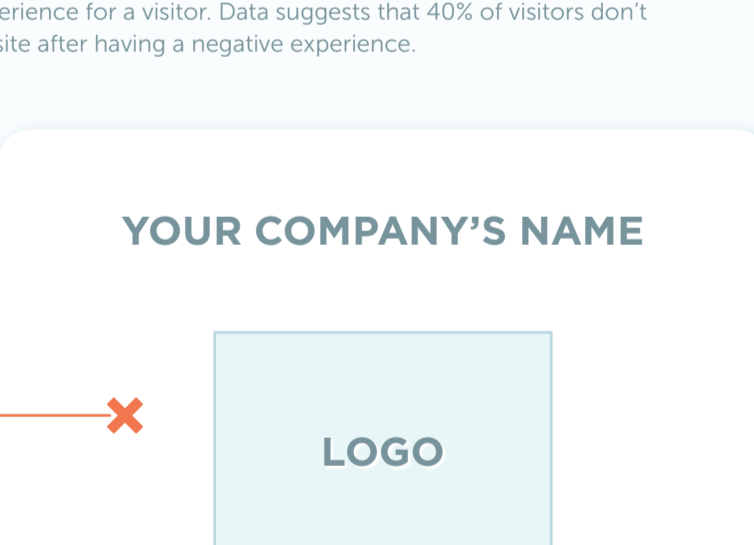 erience for a visitor. Data suggests that 40% of visitors don’t
site after having a negative experience.
YOUR COMPANY’S NAME
LOGO